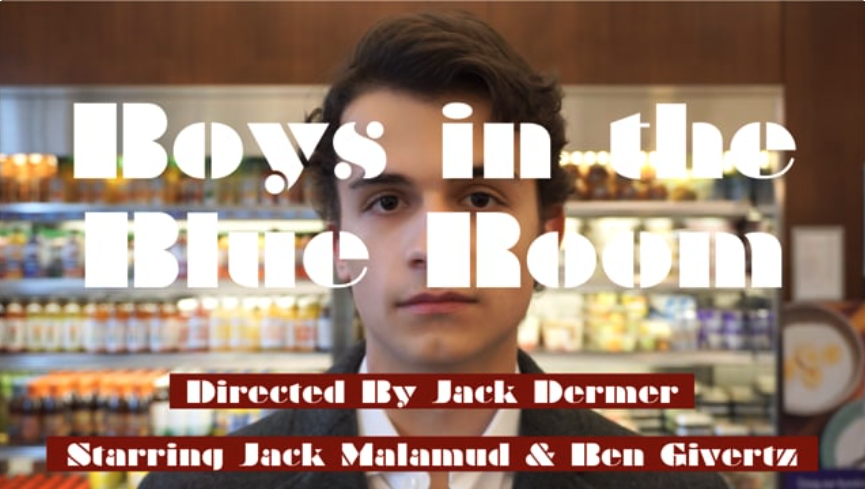 Boys in the
Blue Room
Directed By Jack Dermer
Starring Jack Malamud & Ben Givertz